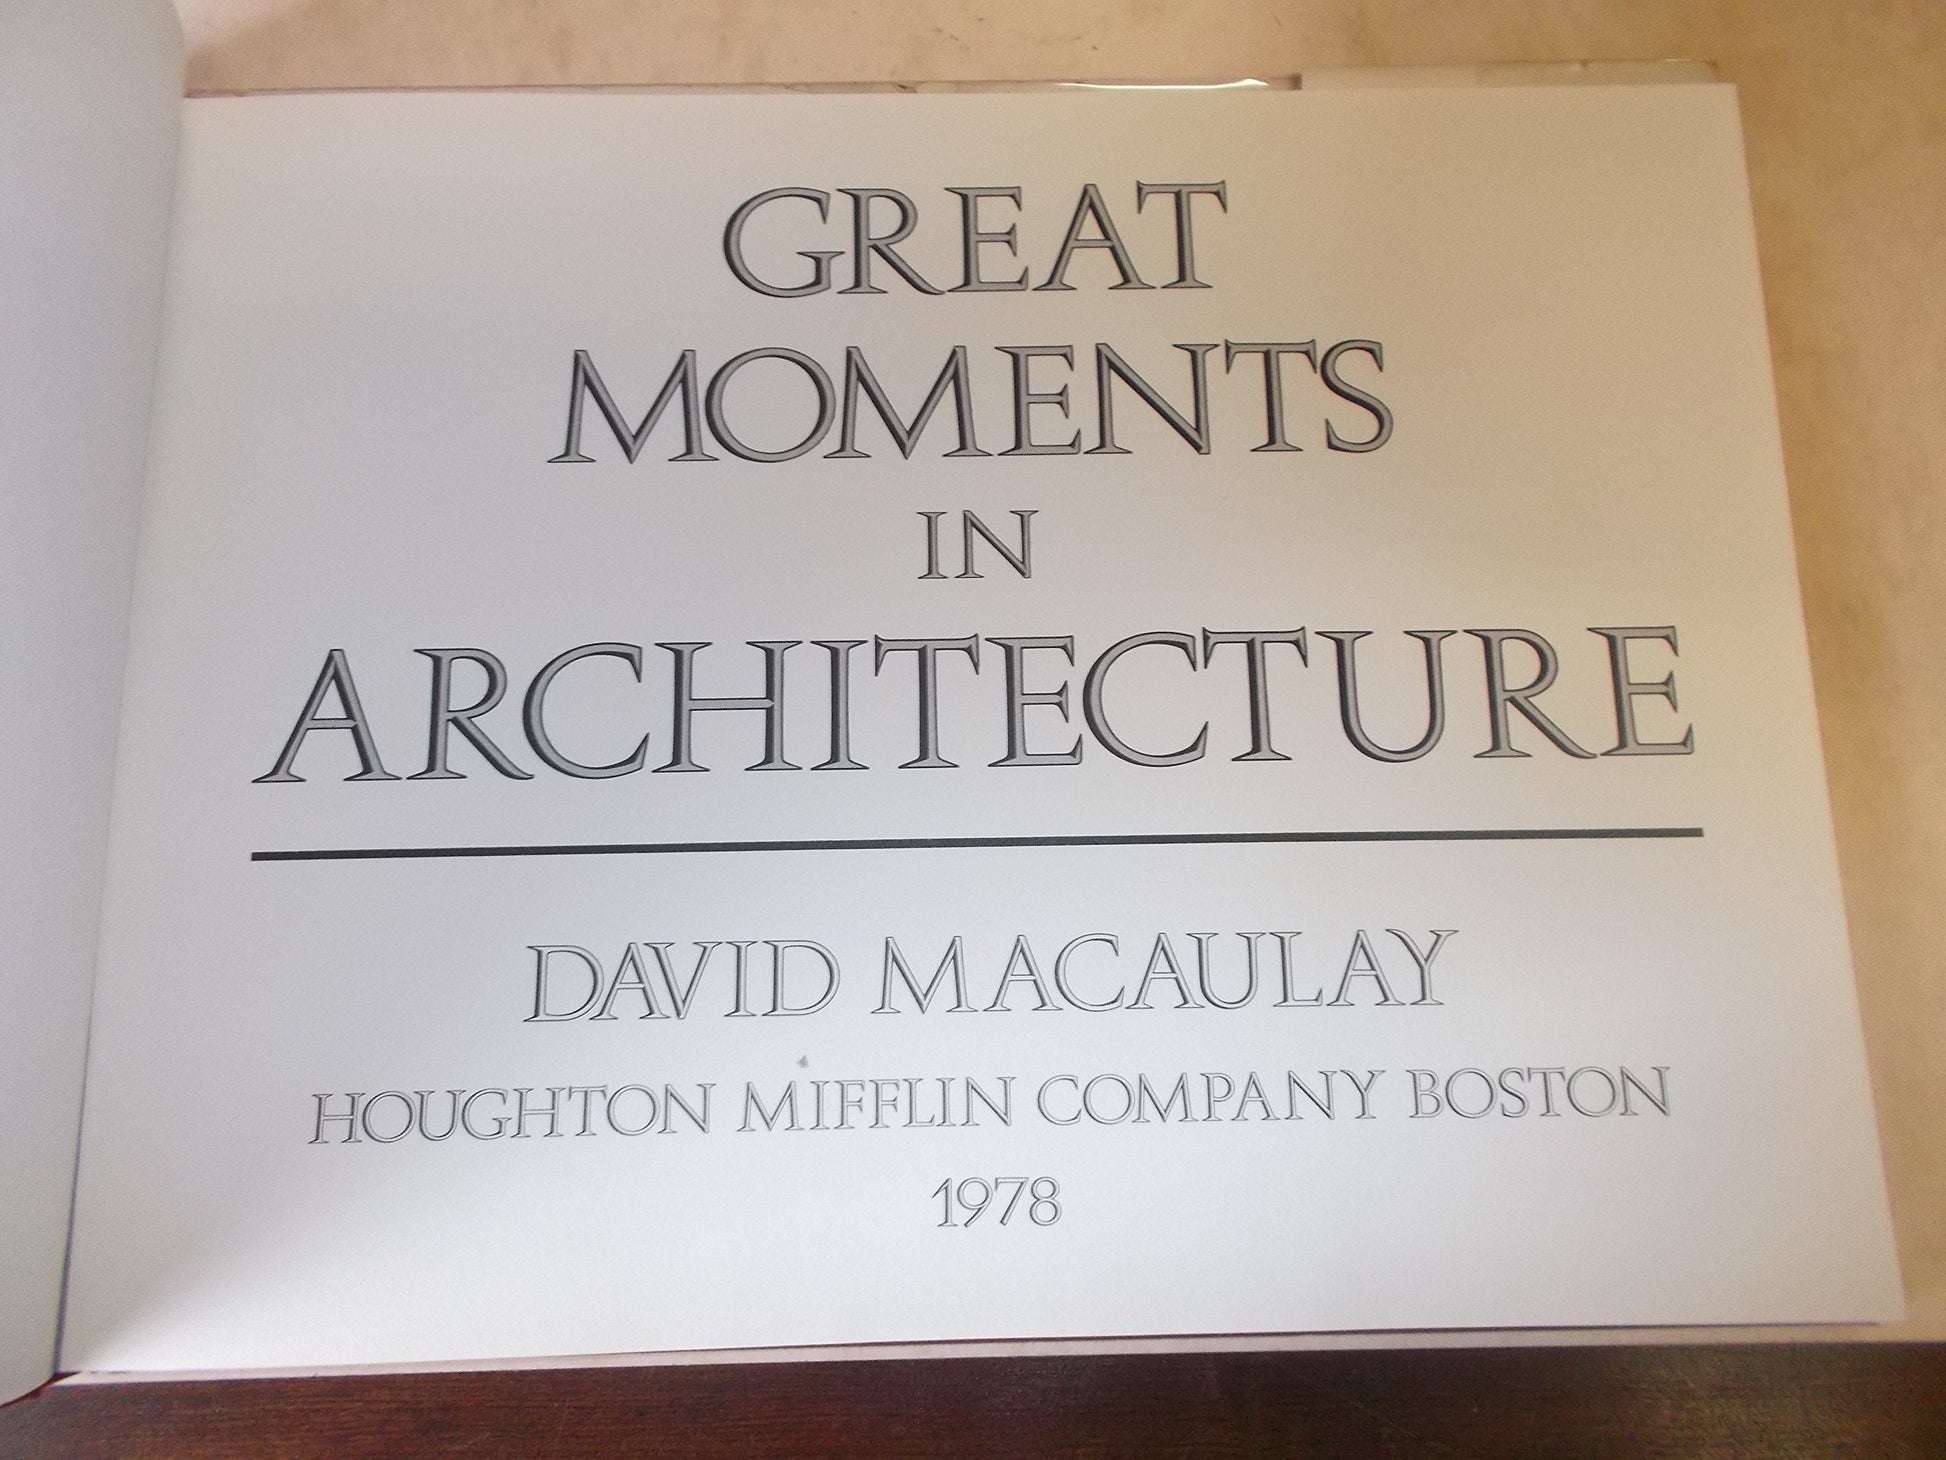 GREAT
MOMENTS
IN
ARCHITECTURE
DAVID MACAULAY
HOUGHTON MIFFLIN COMPANY BOSTON
1978